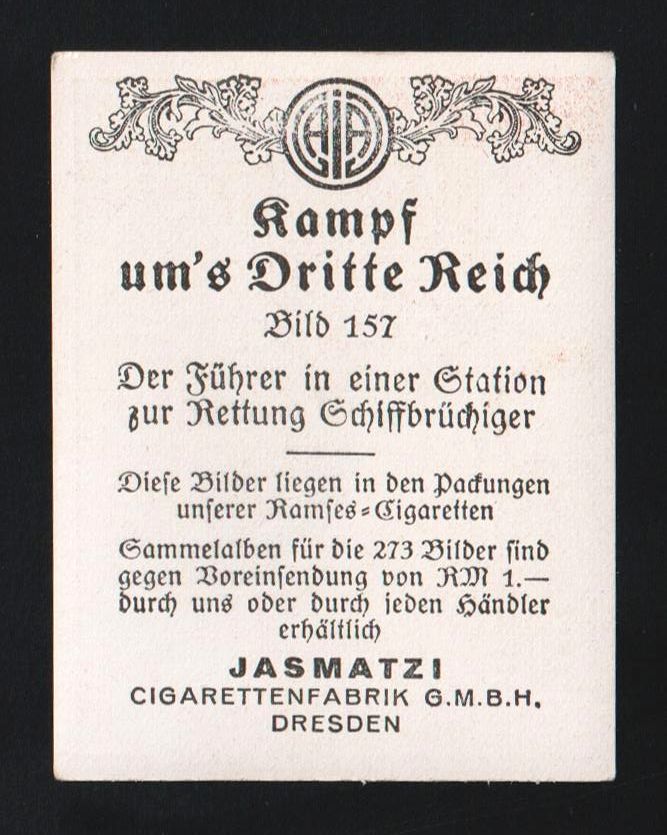 Kampf
um's Dritte Reich
Bild 157
Der Führer in einer Station
zur Rettung Schiffbrüchiger
Diese Bilder liegen in den Packungen
unserer Ramses-Cigaretten
Sammelalben für die 273 Bilder sind
gegen Voreinsendung von RM 1.—
durch uns oder durch jeden Händler
erhältlich
JASMATZI
CIGARETTENFABRIK G.M.B.H.
DRESDEN